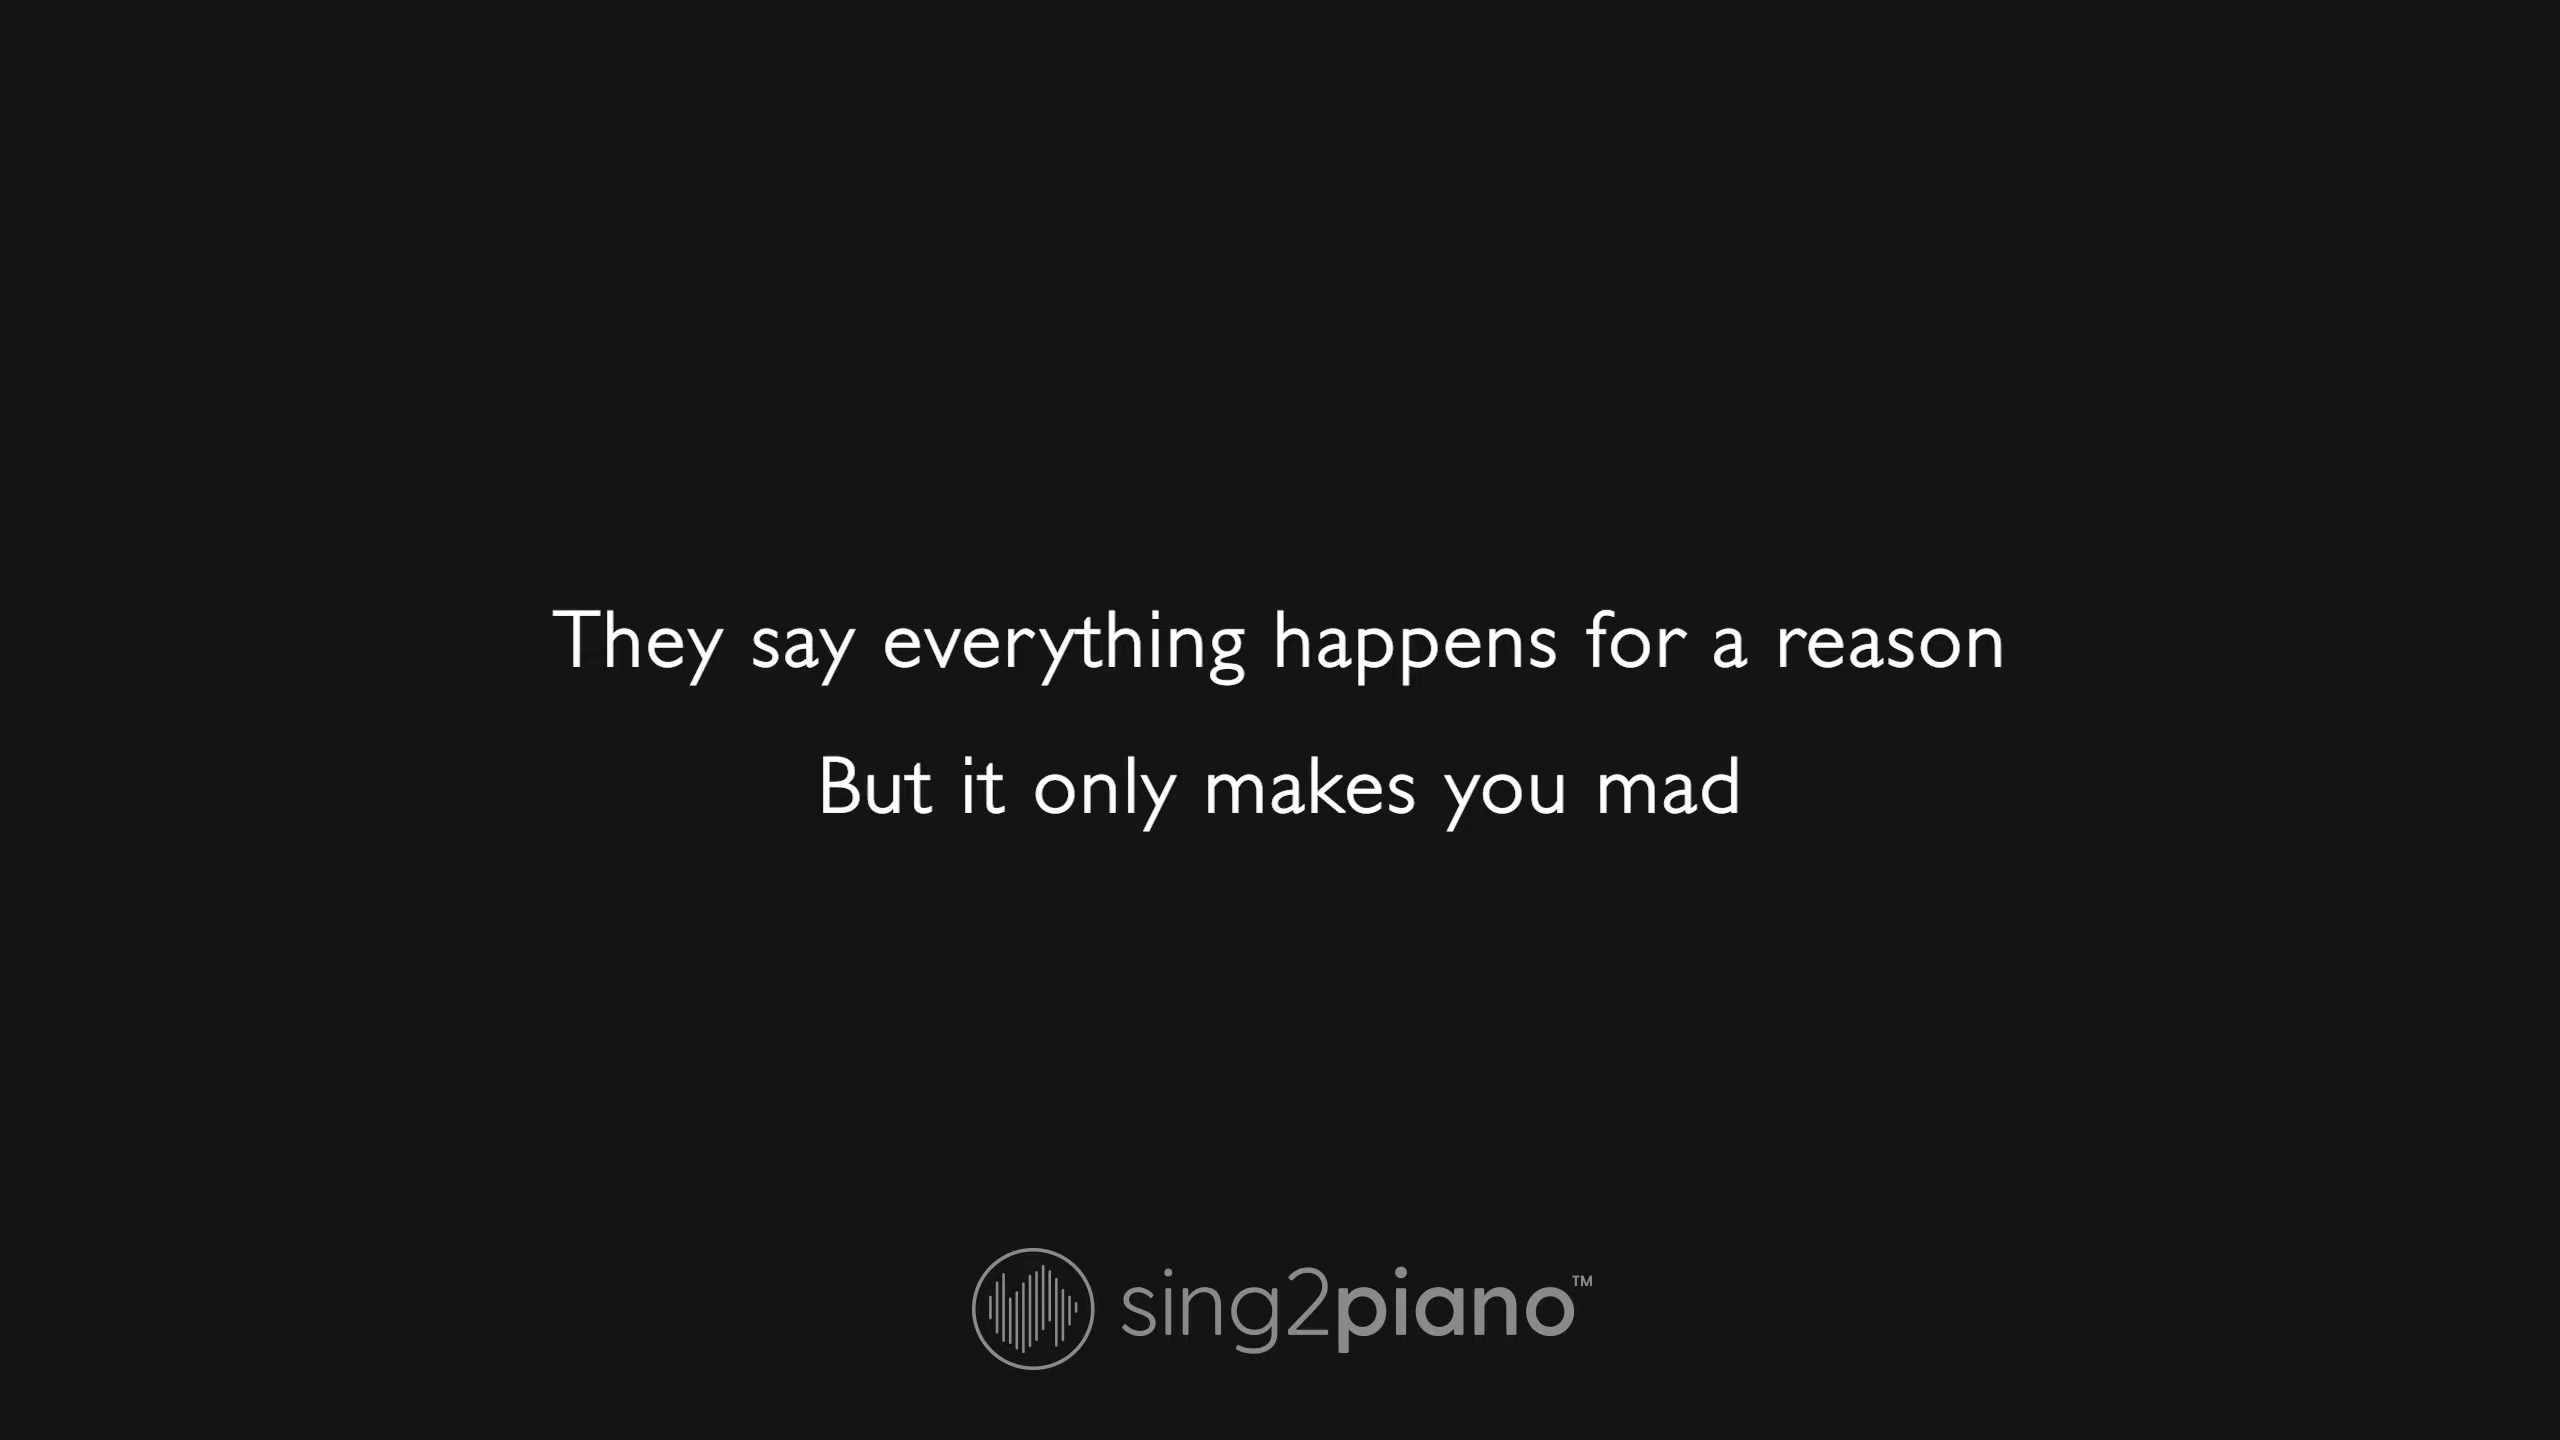 They say everything happens for a reason
But it only makes you mad
sing2piano™